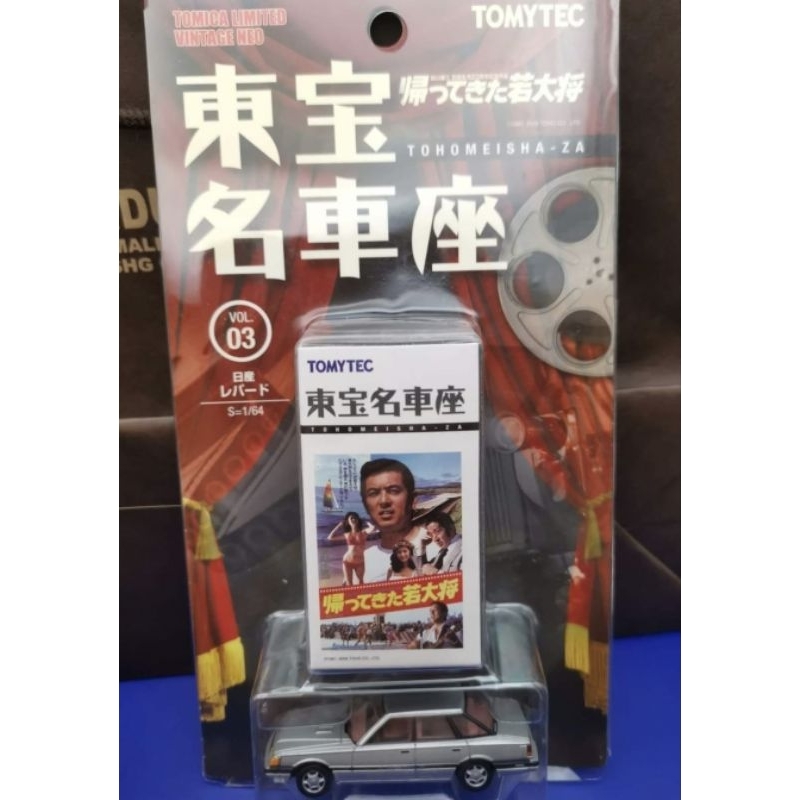 TOMICA LIMITED
VINTAGE NEO
TOMYTEC
東宝
名車座
帰ってきた若大将
TOHOMEISHA-ZA
VOL.
03
日産
レパード
S=1/64
TOMYTEC
東宝名車座
TOHOMEISHA-ZA
帰ってきた若大将